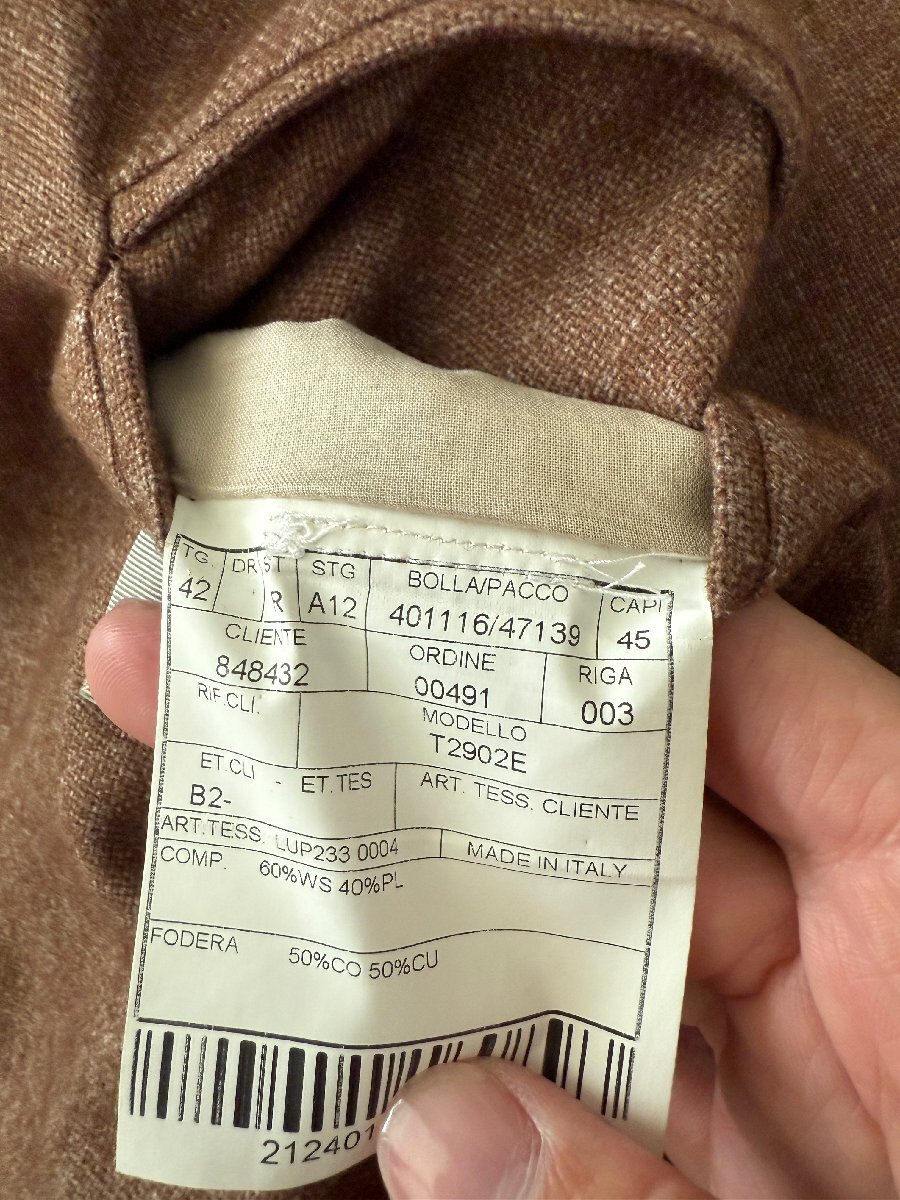 TG. DR ST STG BOLLA/PACCO CAPI
42 R A12 401116/47139 45
CLIENTE ORDINE RIGA
848432 00491 003
RIF.CLI. MODELLO
T2902E
ET.CLI - ET.TES ART. TESS. CLIENTE
B2-
ART.TESS. LUP233 0004 MADE IN ITALY
COMP. 60%WS 40%PL
FODERA 50%CO 50%CU
212401